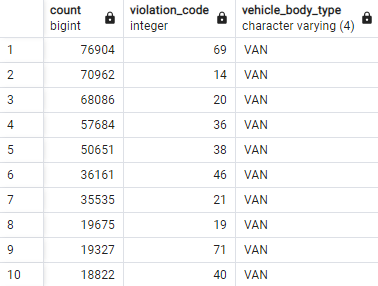 count violation_code vehicle_body_type
bigint integer character varying (4)
1 76904 69 VAN
2 70962 14 VAN
3 68086 20 VAN
4 57684 36 VAN
5 50651 38 VAN
6 36161 46 VAN
7 35535 21 VAN
8 19675 19 VAN
9 19327 71 VAN
10 18822 40 VAN